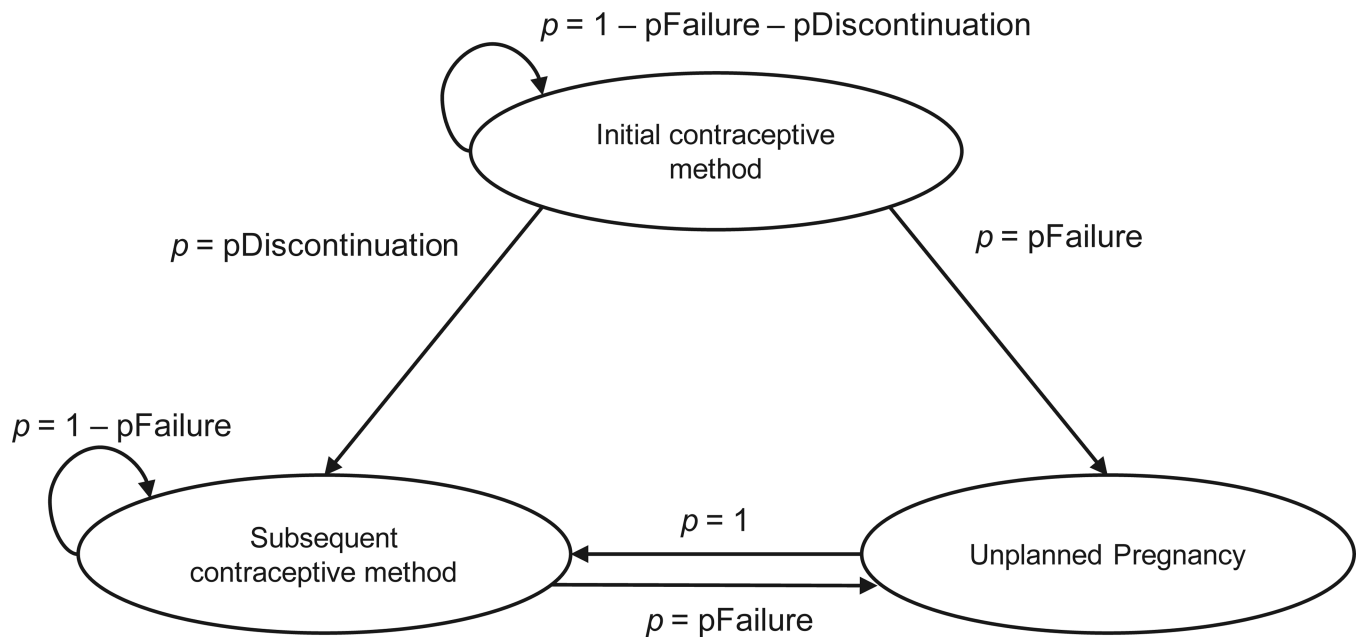 p = 1 – pFailure – pDiscontinuation
Initial contraceptive
method
p = pDiscontinuation
p = pFailure
p = 1 – pFailure
Subsequent
contraceptive method
p = 1
p = pFailure
Unplanned Pregnancy